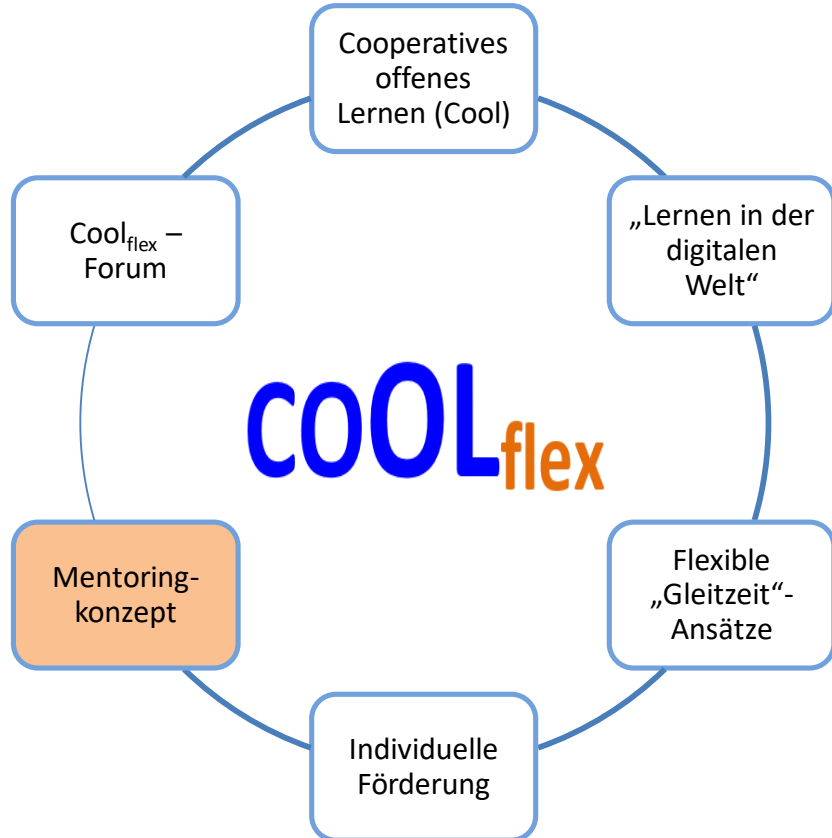 Cooperatives
offenes
Lernen (Cool)
„Lernen in der
digitalen
Welt“
Flexible
„Gleitzeit“-
Ansätze
Individuelle
Förderung
Mentoring-
konzept
Coolflex –
Forum
COOLflex